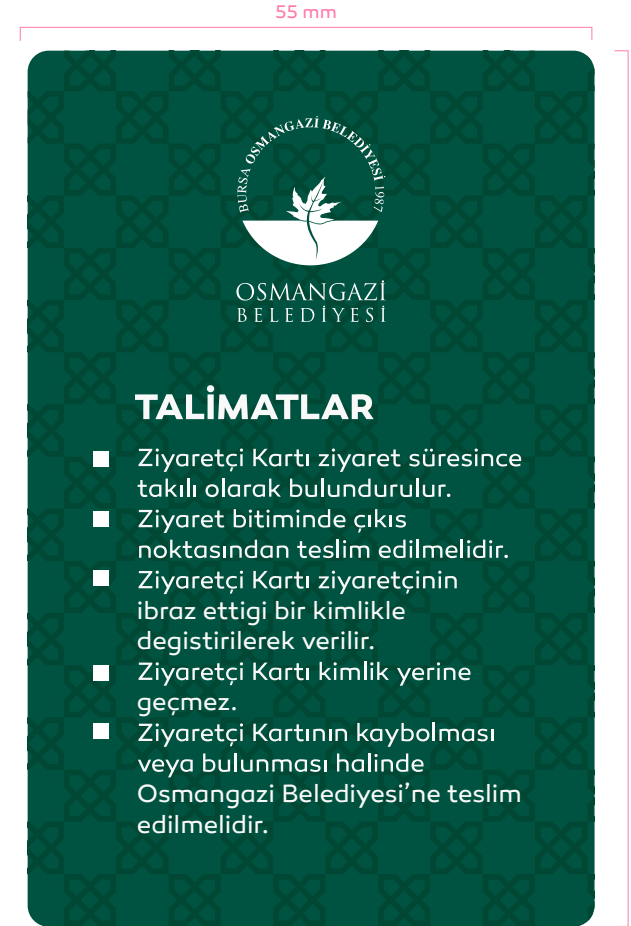 55 mm
BURSA OSMANGAZİ BELEDİYESİ 1987
OSMANGAZİ
BELEDİYESİ
TALİMATLAR
Ziyaretçi Kartı ziyaret süresince
takılı olarak bulundurulur.
Ziyaret bitiminde çıkıs
noktasından teslim edilmelidir.
Ziyaretçi Kartı ziyaretçinin
ibraz ettigi bir kimlikle
degistirilerek verilir.
Ziyaretçi Kartı kimlik yerine
geçmez.
Ziyaretçi Kartının kaybolması
veya bulunması halinde
Osmangazi Belediyesi’ne teslim
edilmelidir.